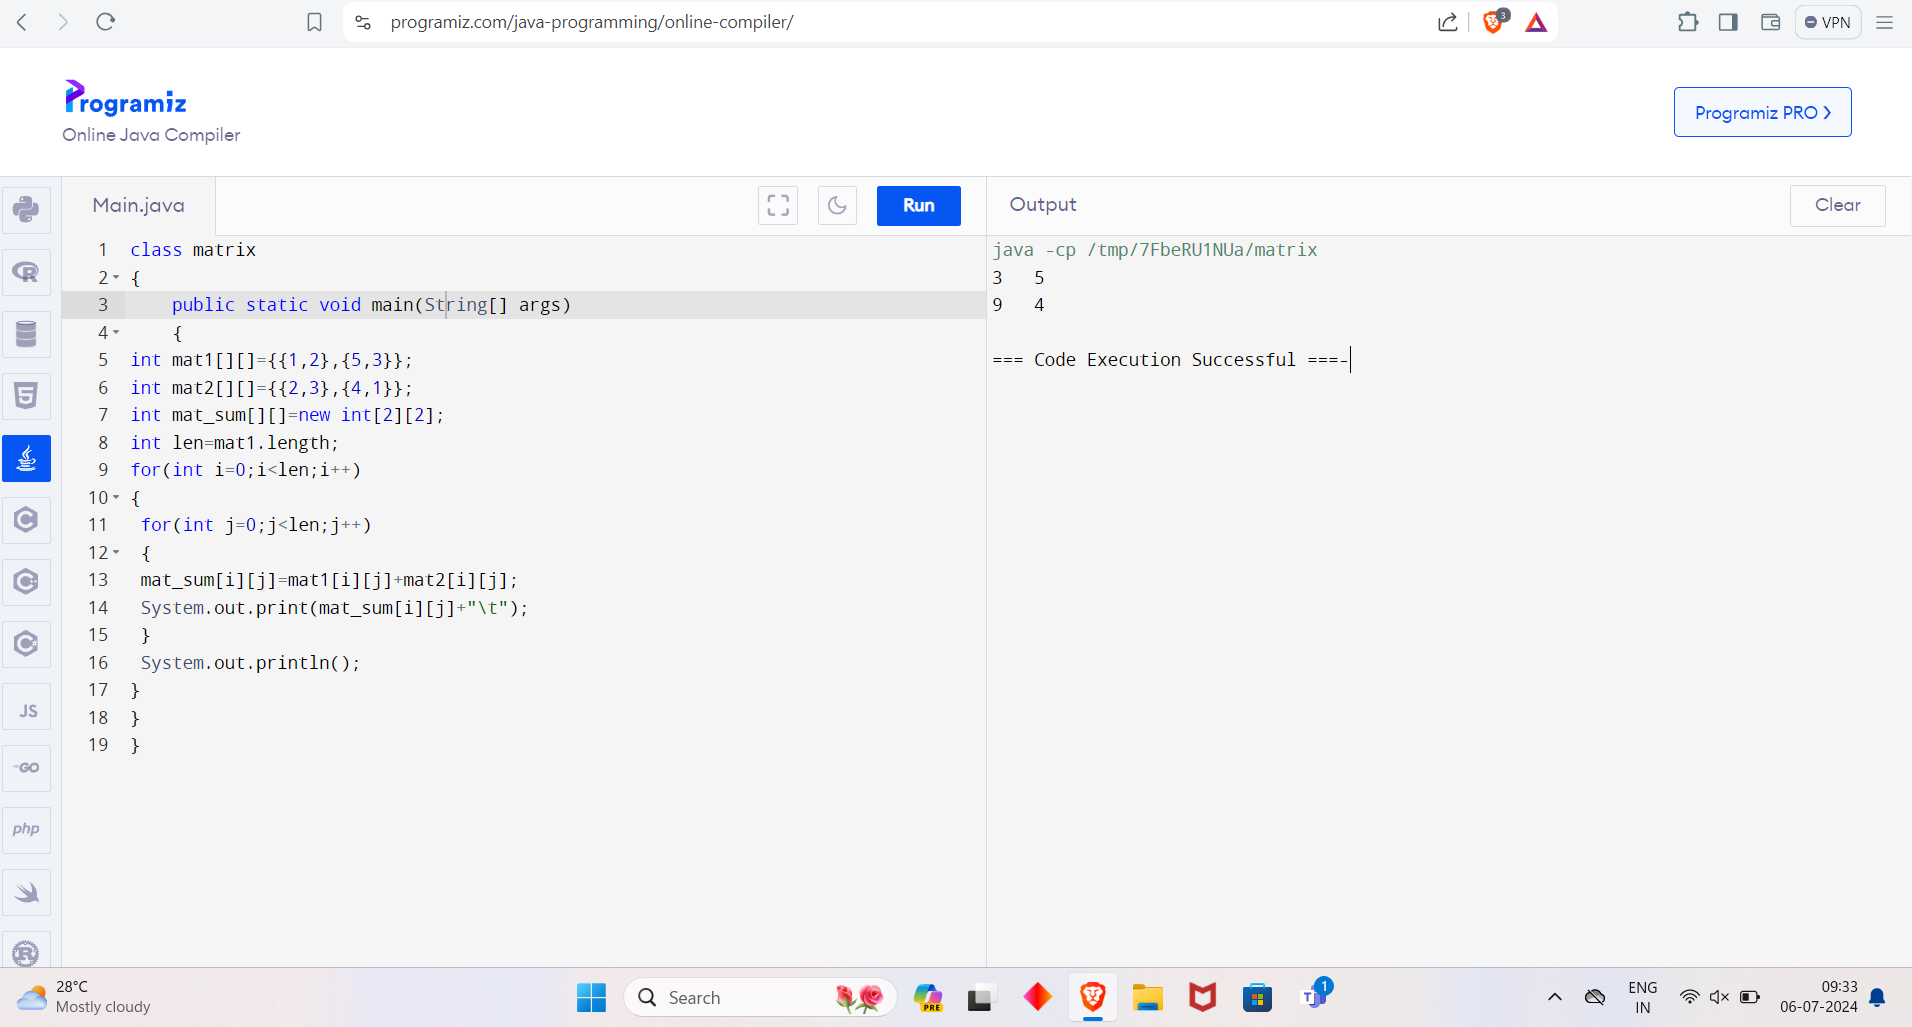 programiz.com/java-programming/online-compiler/
3
VPN
Programiz
Online Java Compiler
Programiz PRO
Main.java
Run
Output
Clear
1 class matrix
2 {
3     public static void main(String[] args)
4     {
5 int mat1[][]={{1,2},{5,3}};
6 int mat2[][]={{2,3},{4,1}};
7 int mat_sum[][]=new int[2][2];
8 int len=mat1.length;
9 for(int i=0;i<len;i++)
10 {
11  for(int j=0;j<len;j++)
12  {
13  mat_sum[i][j]=mat1[i][j]+mat2[i][j];
14  System.out.print(mat_sum[i][j]+"\t");
15  }
16  System.out.println();
17 }
18 }
19 }
java -cp /tmp/7FbeRU1NUa/matrix
3   5
9   4
=== Code Execution Successful ===-
R
5
C
C
C
JS
GO
php
R
28°C
Mostly cloudy
Search
PRE
T
1
ENG
IN
09:33
06-07-2024